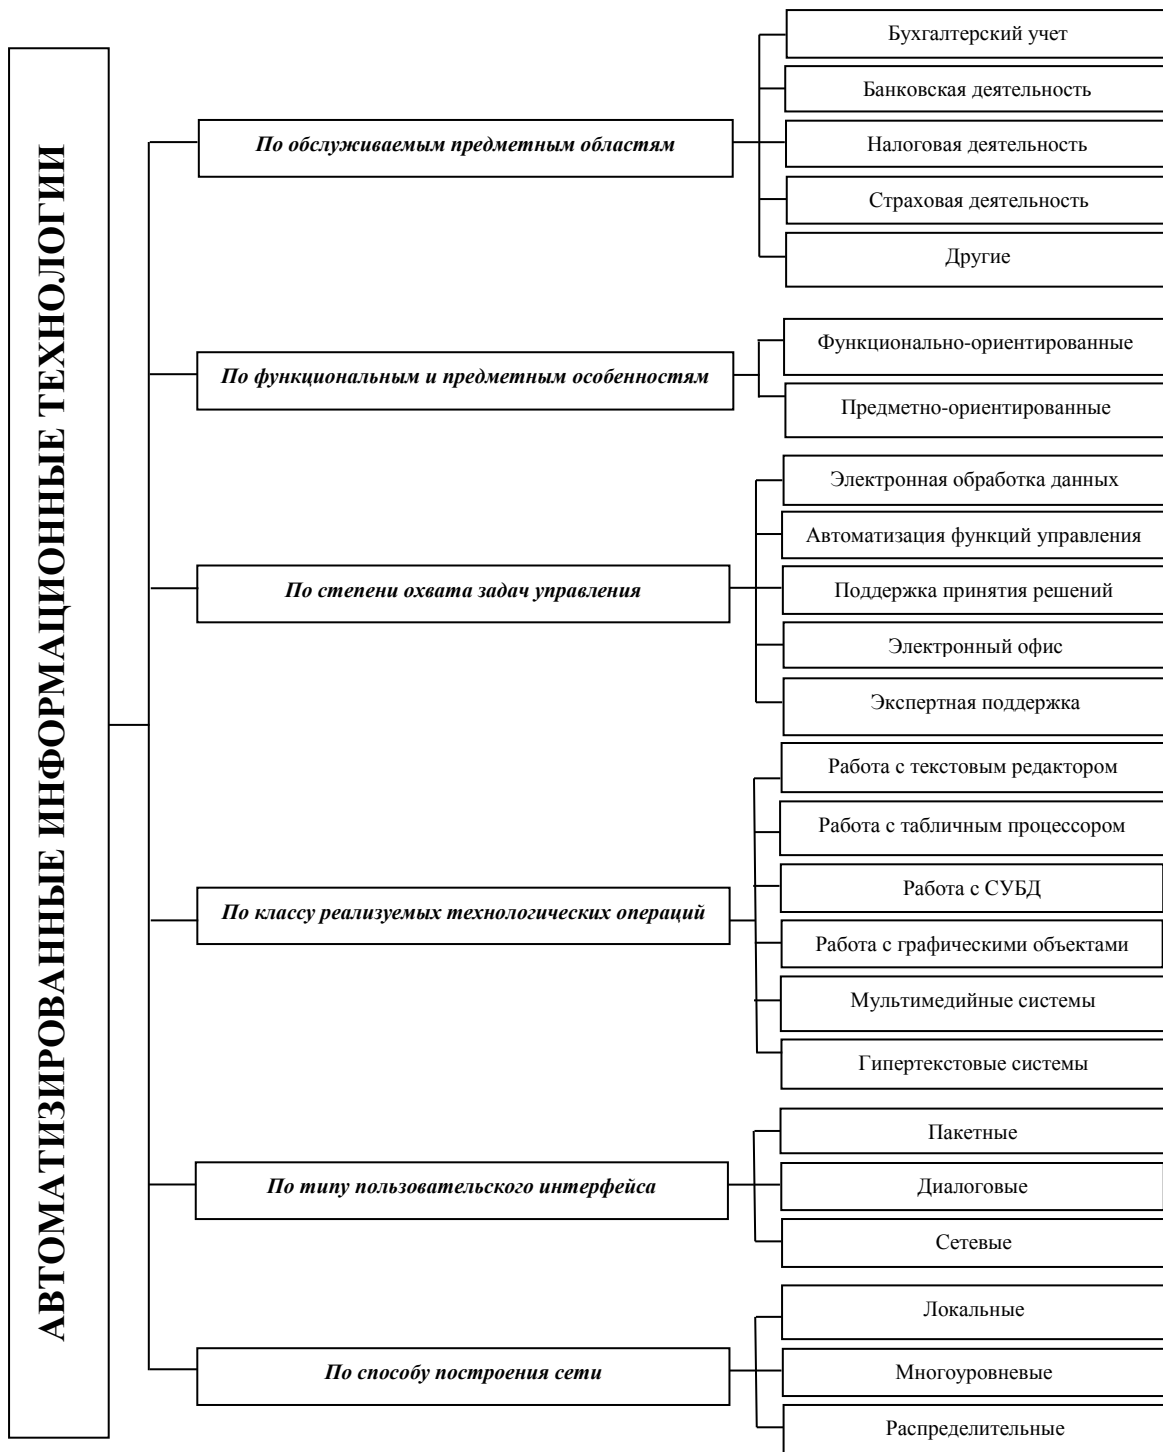 АВТОМАТИЗИРОВАННЫЕ ИНФОРМАЦИОННЫЕ ТЕХНОЛОГИИ
По обслуживаемым предметным областям
Бухгалтерский учет
Банковская деятельность
Налоговая деятельность
Страховая деятельность
Другие
По функциональным и предметным особенностям
Функционально-ориентированные
Предметно-ориентированные
По степени охвата задач управления
Электронная обработка данных
Автоматизация функций управления
Поддержка принятия решений
Электронный офис
Экспертная поддержка
По классу реализуемых технологических операций
Работа с текстовым редактором
Работа с табличным процессором
Работа с СУБД
Работа с графическими объектами
Мультимедийные системы
Гипертекстовые системы
По типу пользовательского интерфейса
Пакетные
Диалоговые
Сетевые
По способу построения сети
Локальные
Многоуровневые
Распределительные